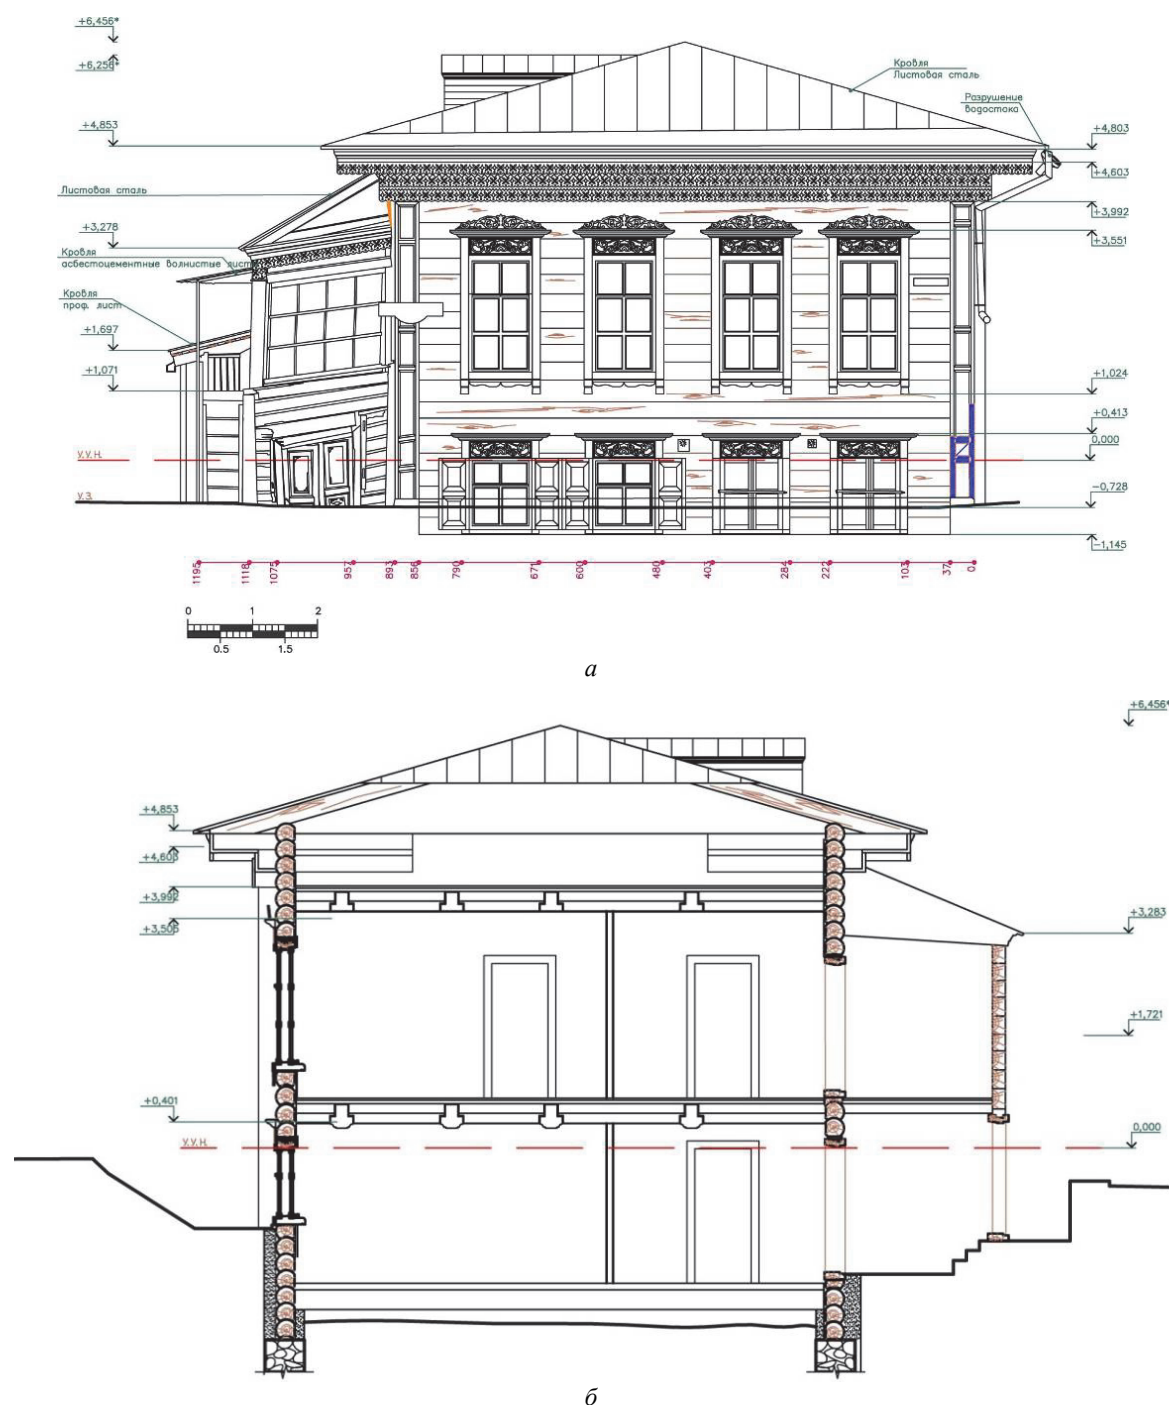 +6,456*
+6,256*
Кровля
Листовая сталь
Разрушение
водостока
+4,853
+4,803
+4,603
Листовая сталь
+3,992
+3,278
+3,551
Кровля
асбестоцементные волнистые лист
Кровля
проф. лист
+1,697
+1,071
+1,024
+0,413
0,000
У.У.Н.
У.З.
-0,728
-1,145
1195 1118 1075 957 893 856 790 671 600 480 403 284 222 103 37 0
0 1 2
0.5 1.5
а
+6,456*
+4,853
+4,603
+3,992
+3,506
+3,283
+1,721
+0,401
У.У.Н.
0,000
б